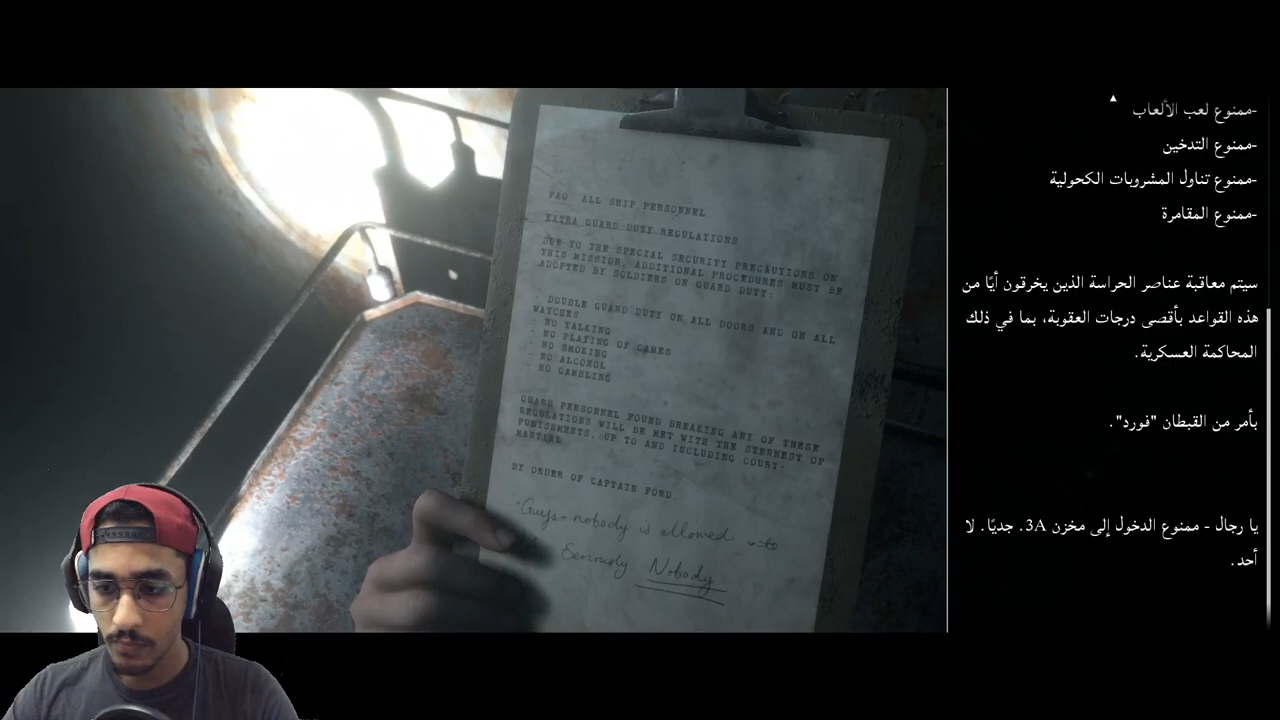 FAO ALL SHIP PERSONNEL
EXTRA GUARD DUTY REGULATIONS
DUE TO THE SPECIAL SECURITY PRECAUTIONS ON
THIS MISSION, ADDITIONAL PROCEDURES MUST BE
ADOPTED BY SOLDIERS ON GUARD DUTY:
- DOUBLE GUARD DUTY ON ALL DOORS AND ON ALL
WATCHES
- NO TALKING
- NO PLAYING OF GAMES
- NO SMOKING
- NO ALCOHOL
- NO GAMBLING
GUARD PERSONNEL FOUND BREAKING ANY OF THESE
REGULATIONS WILL BE MET WITH THE STERNEST OF
PUNISHMENTS, UP TO AND INCLUDING COURT-
MARTIAL
BY ORDER OF CAPTAIN FORD.
Guys - nobody is allowed into
Seriously Nobody
-ممنوع لعب الألعاب
-ممنوع التدخين
-ممنوع تناول المشروبات الكحولية
-ممنوع المقامرة
سيتم معاقبة عناصر الحراسة الذين يخرقون أيًا من
هذه القواعد بأقصى درجات العقوبة، بما في ذلك
المحاكمة العسكرية.
بأمر من القبطان "فورد".
يا رجال - ممنوع الدخول إلى مخزن 3A. جديًا. لا
أحد.